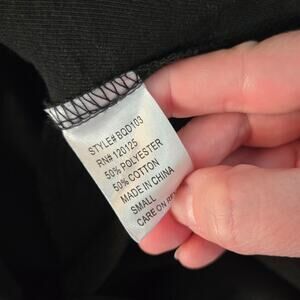 STYLE# BQD103
RN# 120125
50% POLYESTER
50% COTTON
MADE IN CHINA
SMALL
CARE ON